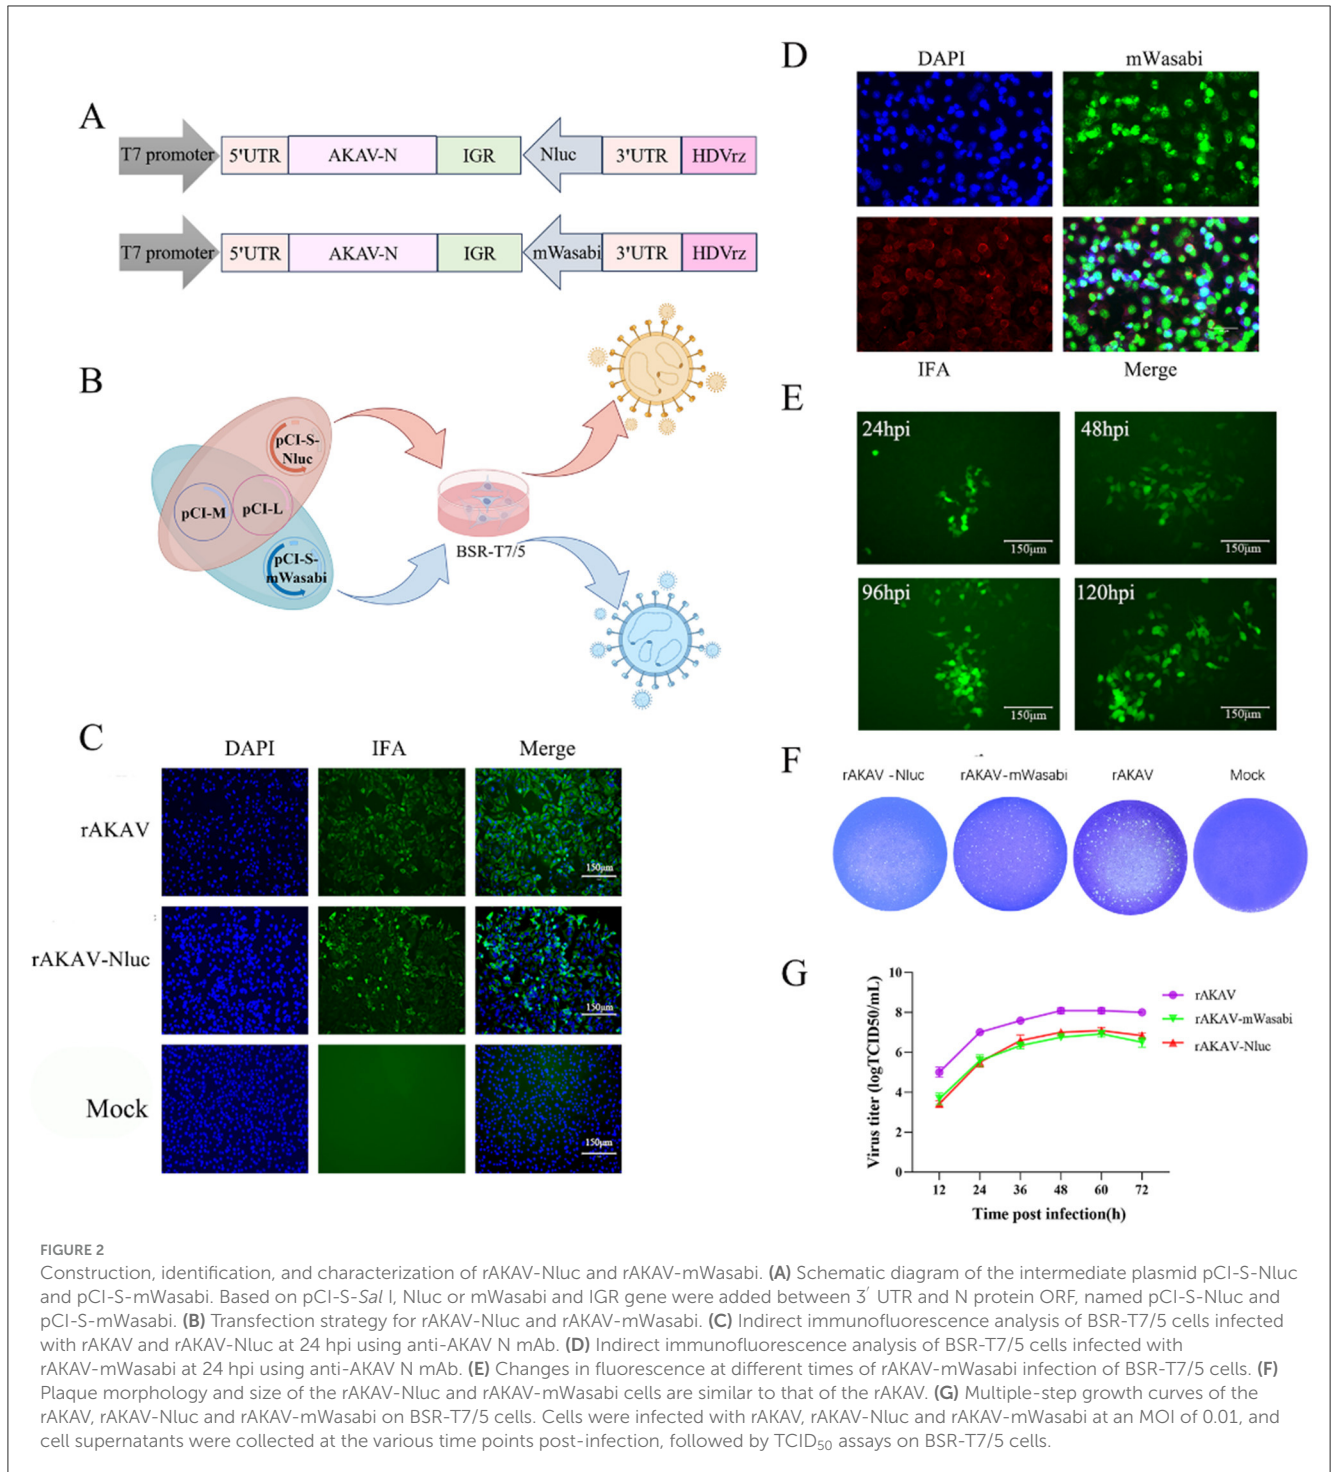 A
T7 promoter 5'UTR AKAV-N IGR Nluc 3'UTR HDVrz
T7 promoter 5'UTR AKAV-N IGR mWasabi 3'UTR HDVrz
B
pCI-S-
Nluc
pCI-M pCI-L
pCI-S-
mWasabi
BSR-T7/5
C
DAPI IFA Merge
rAKAV
150μm
rAKAV-Nluc
150μm
Mock
150μm
D
DAPI mWasabi
IFA Merge
E
24hpi 48hpi
150μm 150μm
96hpi 120hpi
150μm 150μm
F
rAKAV -Nluc rAKAV-mWasabi rAKAV Mock
G
Virus titer (logTCID50/mL)
10
8
6
4
2
0
12 24 36 48 60 72
Time post infection(h)
rAKAV
rAKAV-mWasabi
rAKAV-Nluc
FIGURE 2
Construction, identification, and characterization of rAKAV-Nluc and rAKAV-mWasabi. (A) Schematic diagram of the intermediate plasmid pCI-S-Nluc
and pCI-S-mWasabi. Based on pCI-S-Sal I, Nluc or mWasabi and IGR gene were added between 3′ UTR and N protein ORF, named pCI-S-Nluc and
pCI-S-mWasabi. (B) Transfection strategy for rAKAV-Nluc and rAKAV-mWasabi. (C) Indirect immunofluorescence analysis of BSR-T7/5 cells infected
with rAKAV and rAKAV-Nluc at 24 hpi using anti-AKAV N mAb. (D) Indirect immunofluorescence analysis of BSR-T7/5 cells infected with
rAKAV-mWasabi at 24 hpi using anti-AKAV N mAb. (E) Changes in fluorescence at different times of rAKAV-mWasabi infection of BSR-T7/5 cells. (F)
Plaque morphology and size of the rAKAV-Nluc and rAKAV-mWasabi cells are similar to that of the rAKAV. (G) Multiple-step growth curves of the
rAKAV, rAKAV-Nluc and rAKAV-mWasabi on BSR-T7/5 cells. Cells were infected with rAKAV, rAKAV-Nluc and rAKAV-mWasabi at an MOI of 0.01, and
cell supernatants were collected at the various time points post-infection, followed by TCID₅₀ assays on BSR-T7/5 cells.